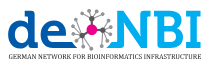 de NBI
GERMAN NETWORK FOR BIOINFORMATICS INFRASTRUCTURE